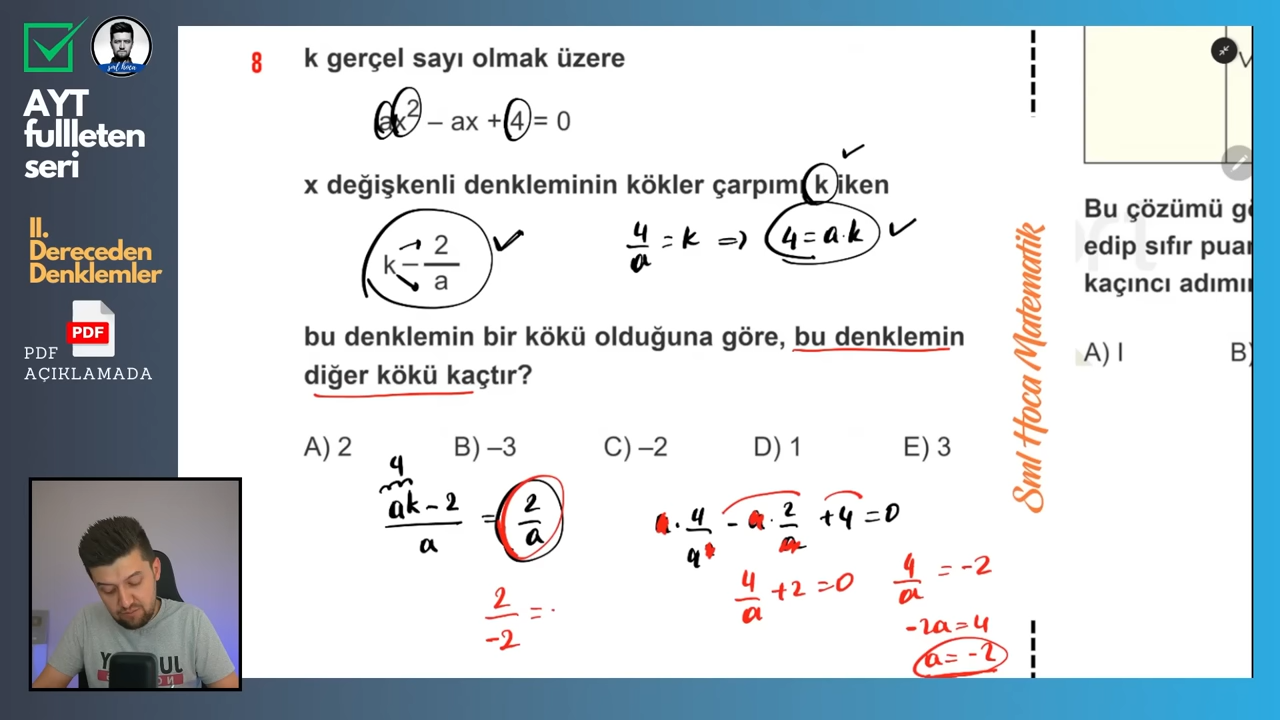 sml hoca
AYT
fullleten
seri
II.
Dereceden
Denklemler
PDF
PDF
AÇIKLAMADA
8
k gerçel sayı olmak üzere
ax² – ax + 4 = 0
x değişkenli denkleminin kökler çarpımı k iken
k – 2/a
4/a = k ⇒ 4 = a·k
bu denklemin bir kökü olduğuna göre, bu denklemin
diğer kökü kaçtır?
A) 2 B) –3 C) –2 D) 1 E) 3
4
ak – 2 / a = 2/a
a · 4/a² – a · 2/a + 4 = 0
2/-2 =
4/a + 2 = 0
4/a = -2
-2a = 4
a = -2
Sml Hoca Matematik
Bu çözümü
edip sıfır
kaçıncı
A) I B)